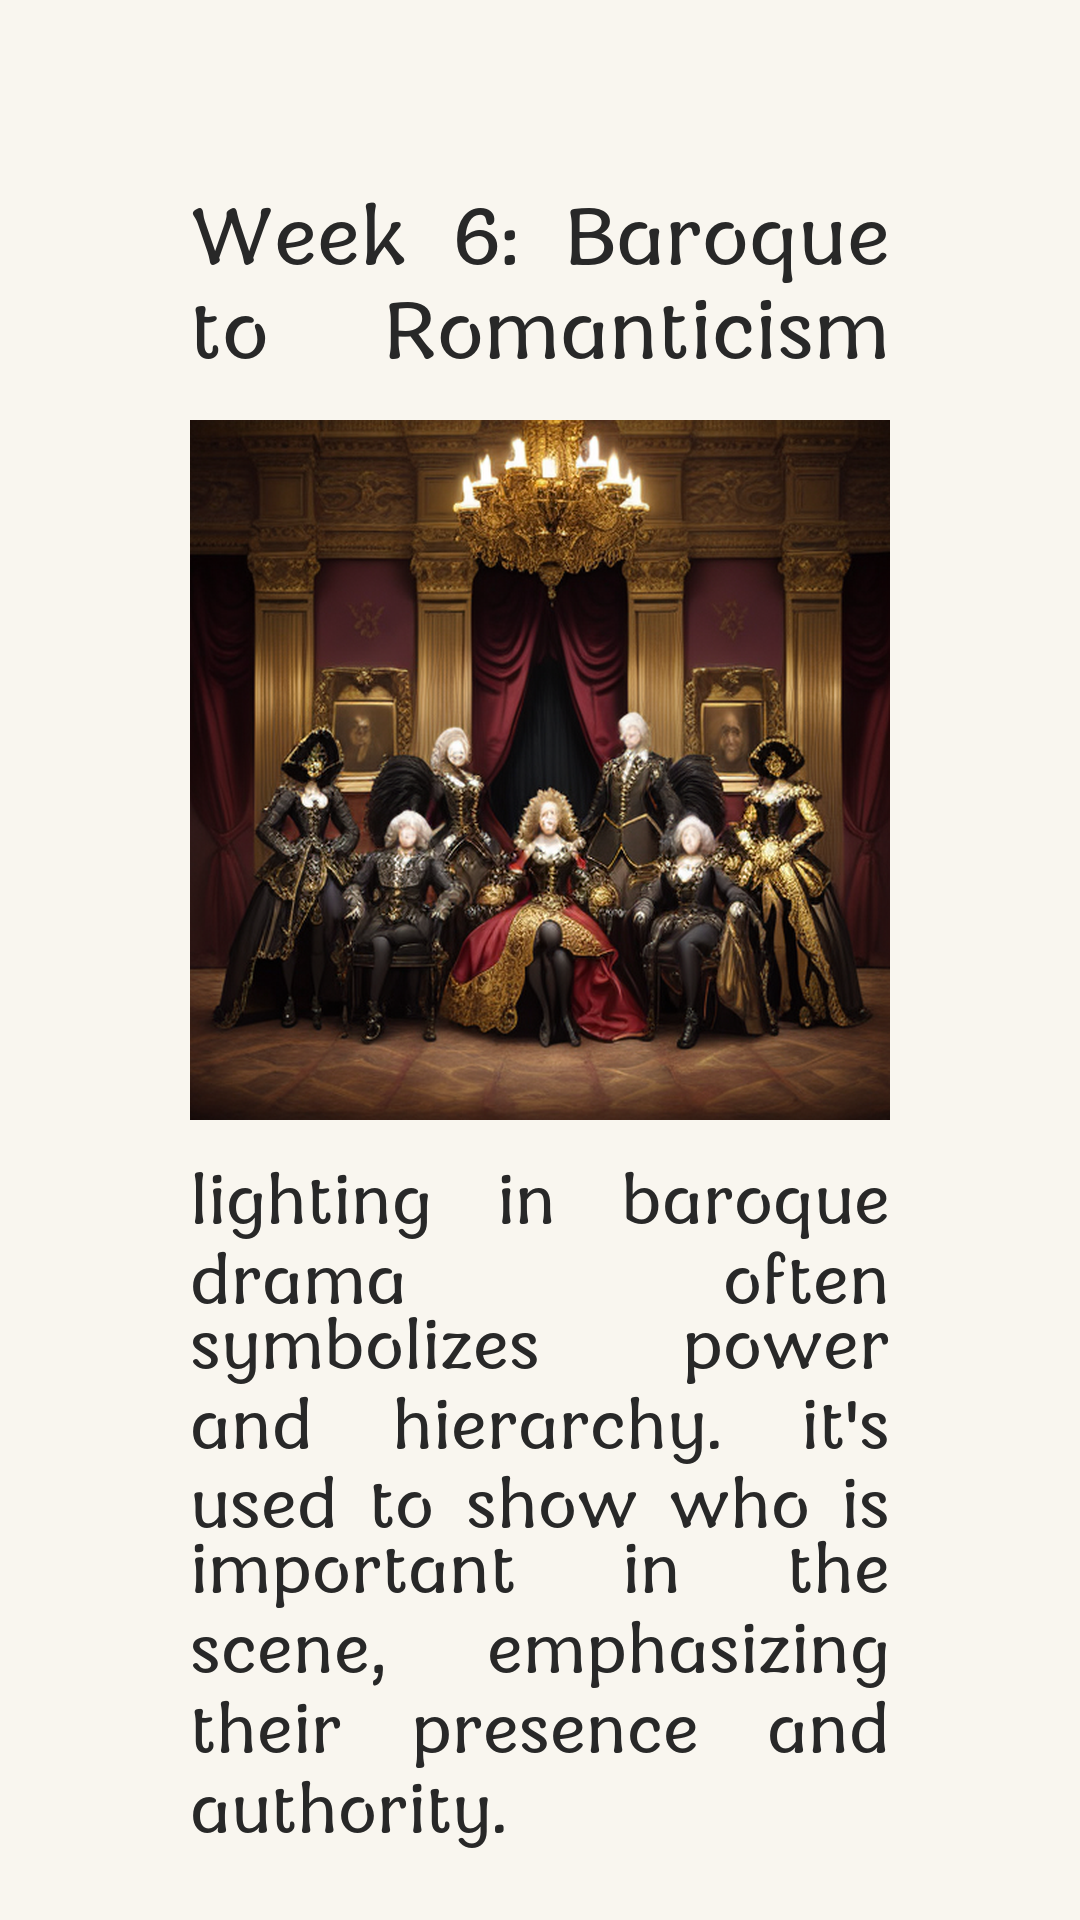 Week 6: Baroque
to Romanticism
lighting in baroque
drama often
symbolizes power
and hierarchy. it's
used to show who is
important in the
scene, emphasizing
their presence and
authority.